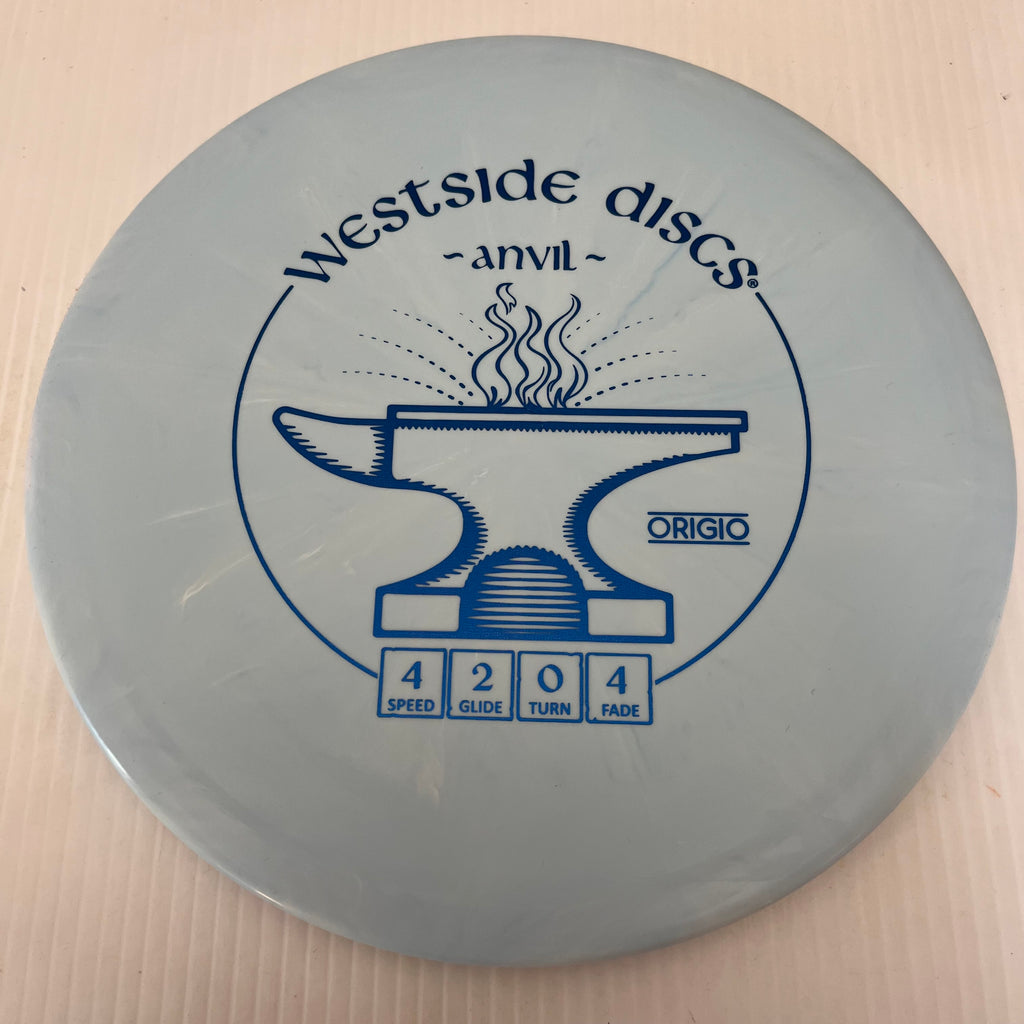 Westside Discs®
~ anvil ~
ORIGIO
4 2 0 4
SPEED GLIDE TURN FADE